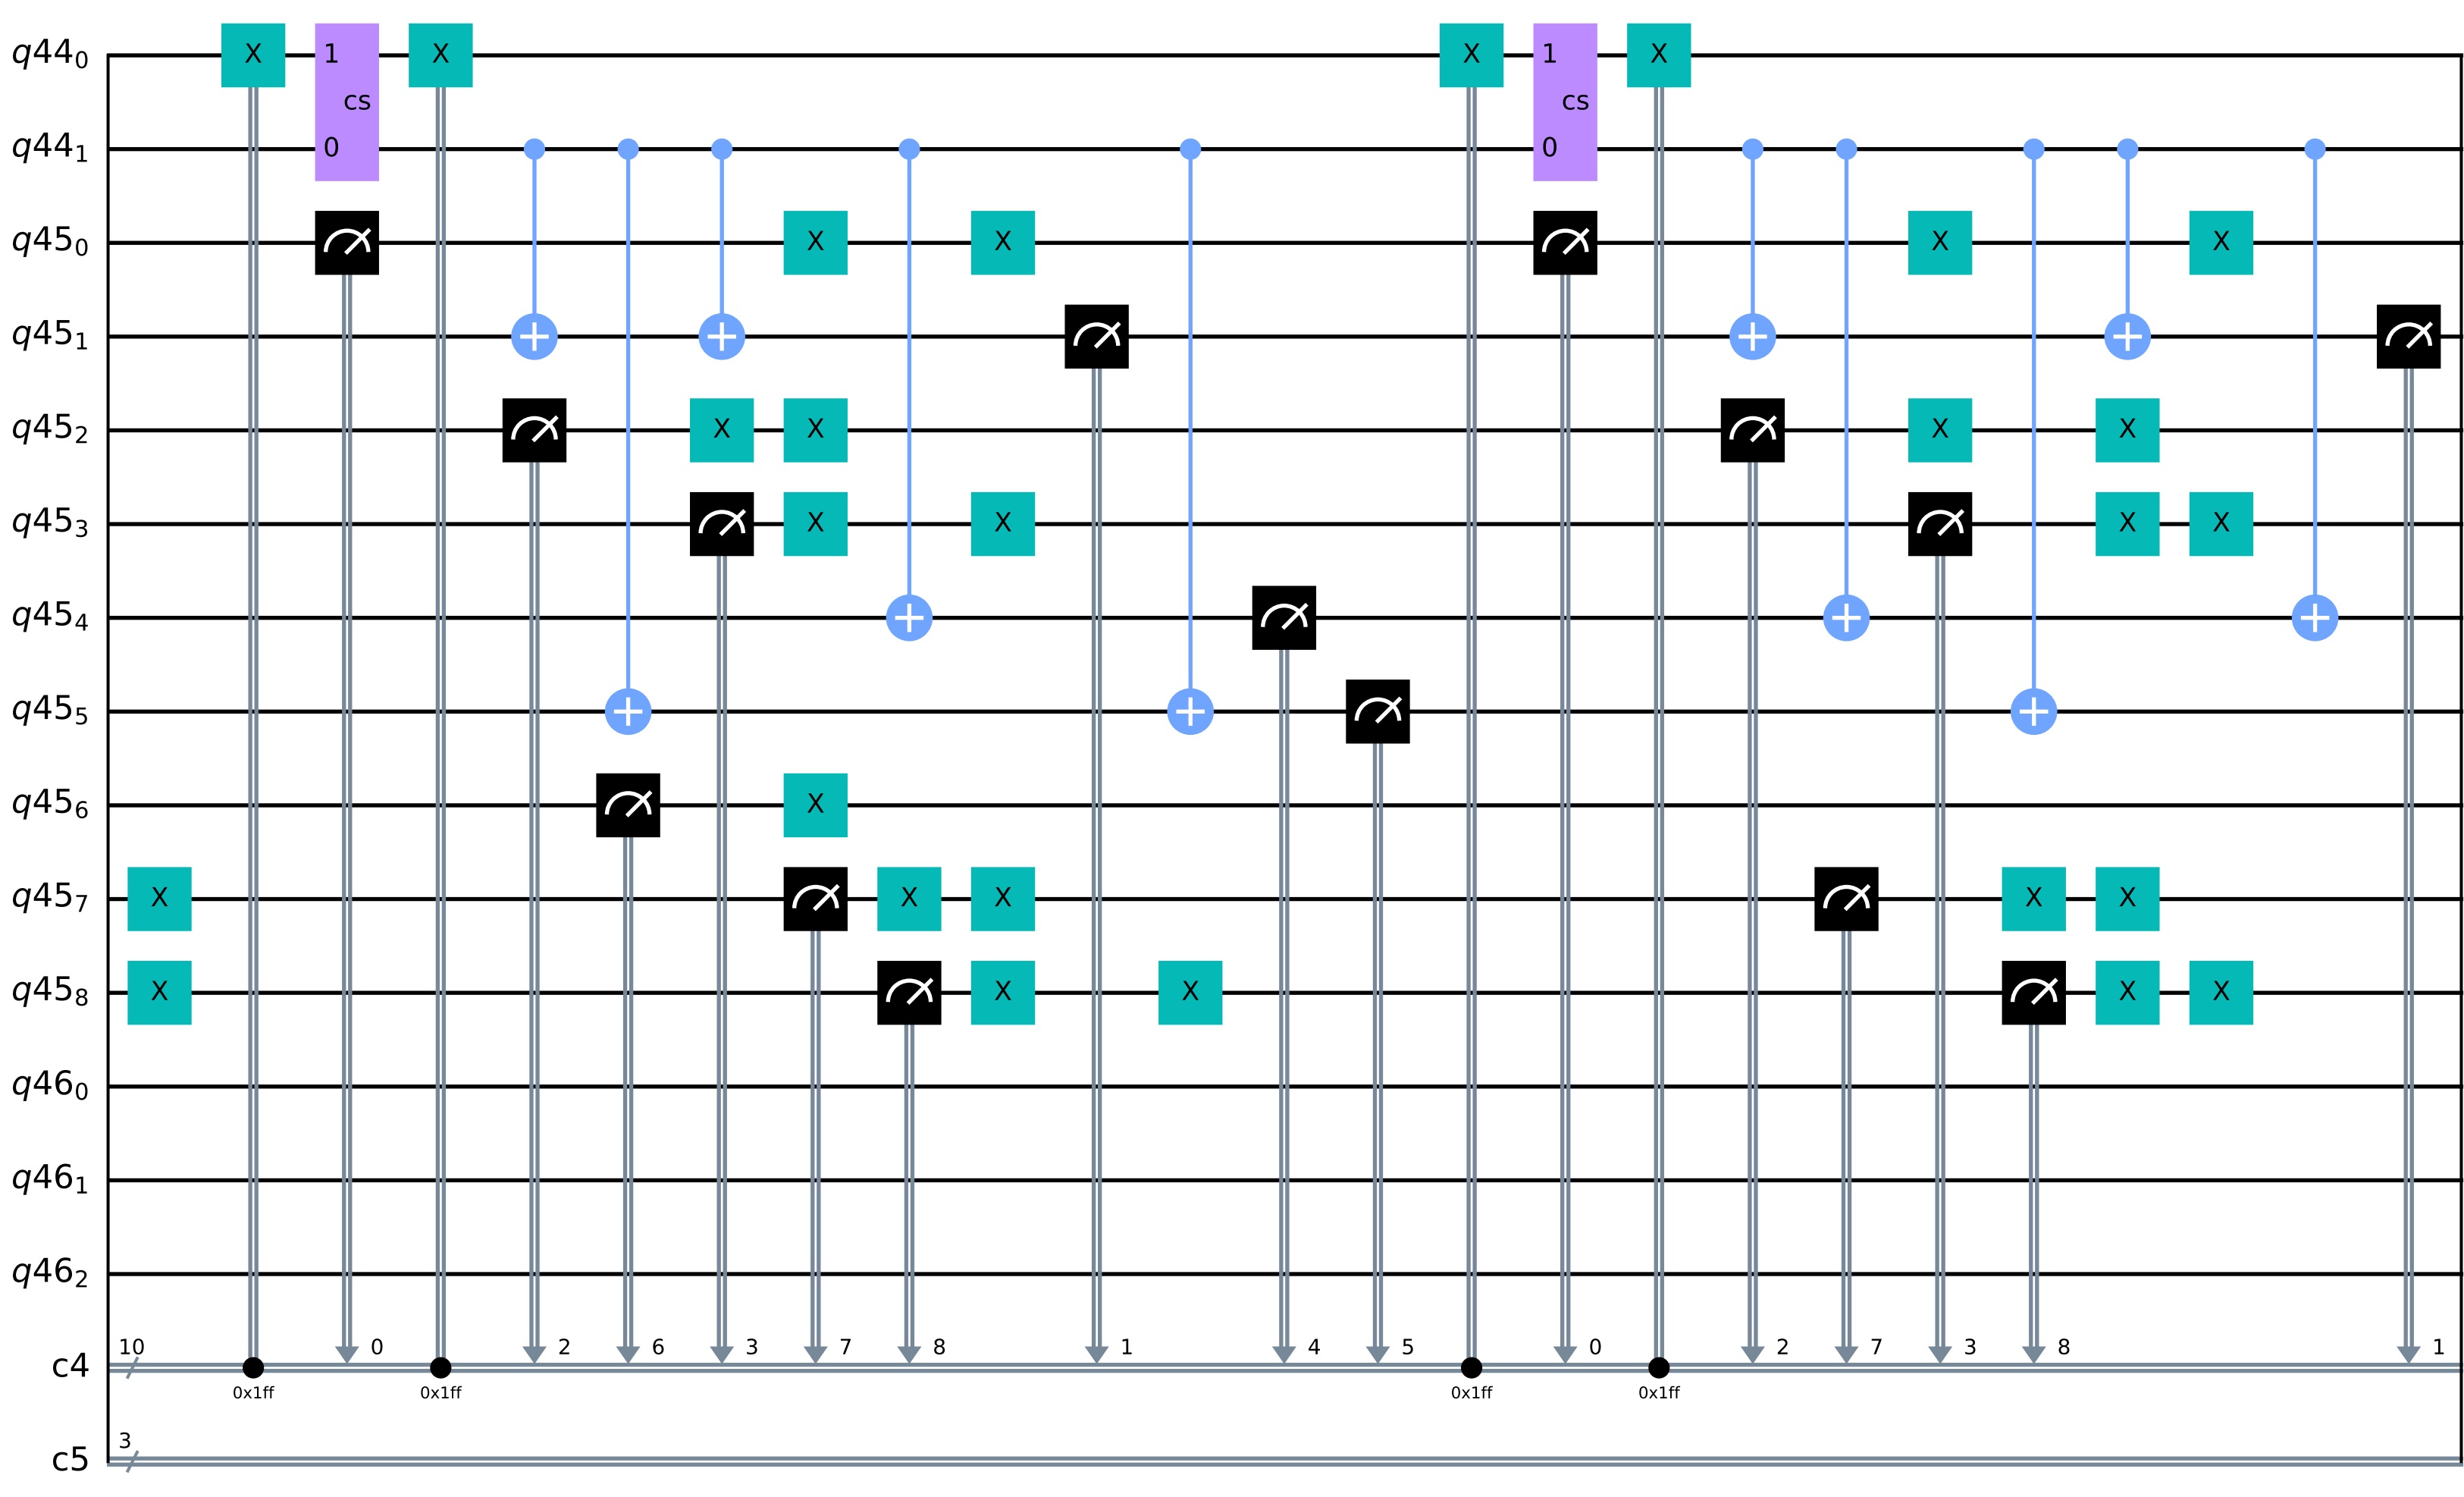 q44₀ X 1 X X 1 X
cs cs
q44₁ 0 0
q45₀ X X X X
q45₁
q45₂ X X X X
q45₃ X X X X
q45₄
q45₅
q45₆ X
q45₇ X X X X X
q45₈ X X X X X
q46₀
q46₁
q46₂
10 0 2 6 3 7 8 1 4 5 0 2 7 3 8 1
c4
0x1ff 0x1ff 0x1ff 0x1ff
3
c5